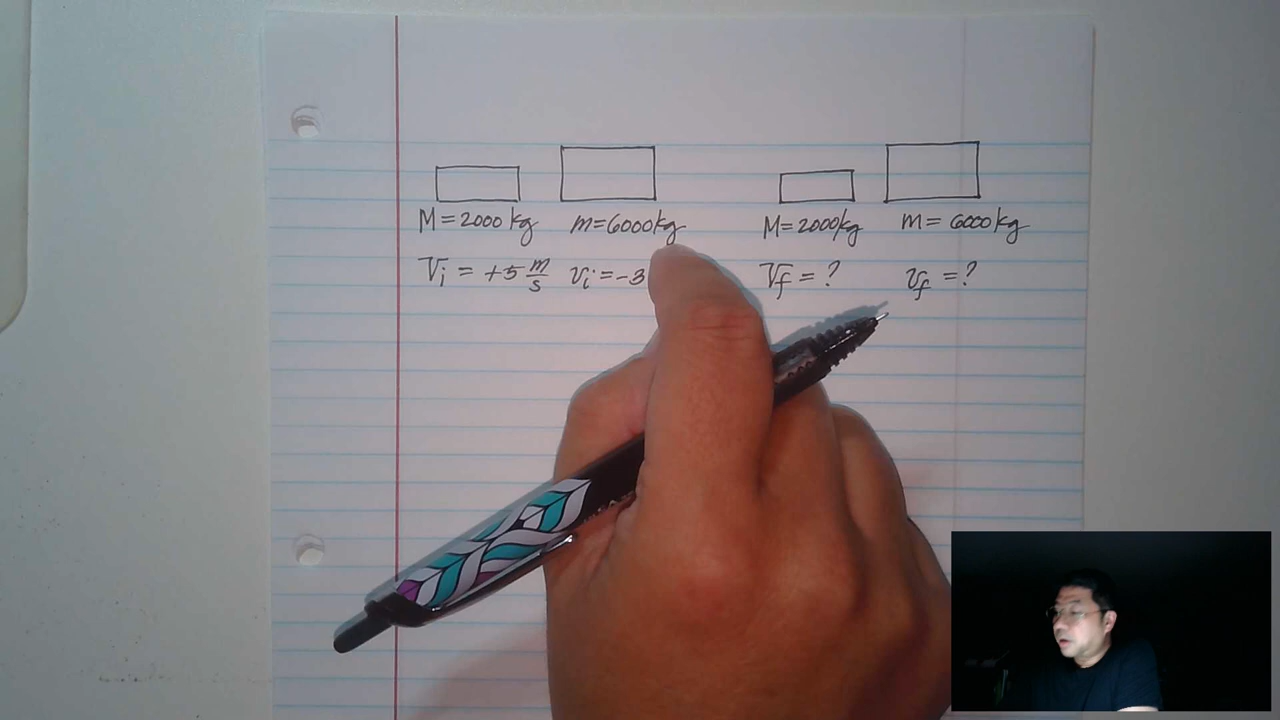 M=2000 kg m=6000kg M=2000kg m= 6000kg
Vi = +5 m/s vi=-3 Vf = ? vf =?